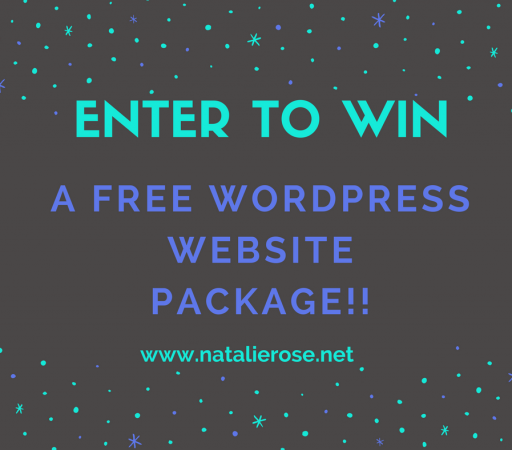 ENTER TO WIN
A FREE WORDPRESS
WEBSITE
PACKAGE!!
www.natalierose.net